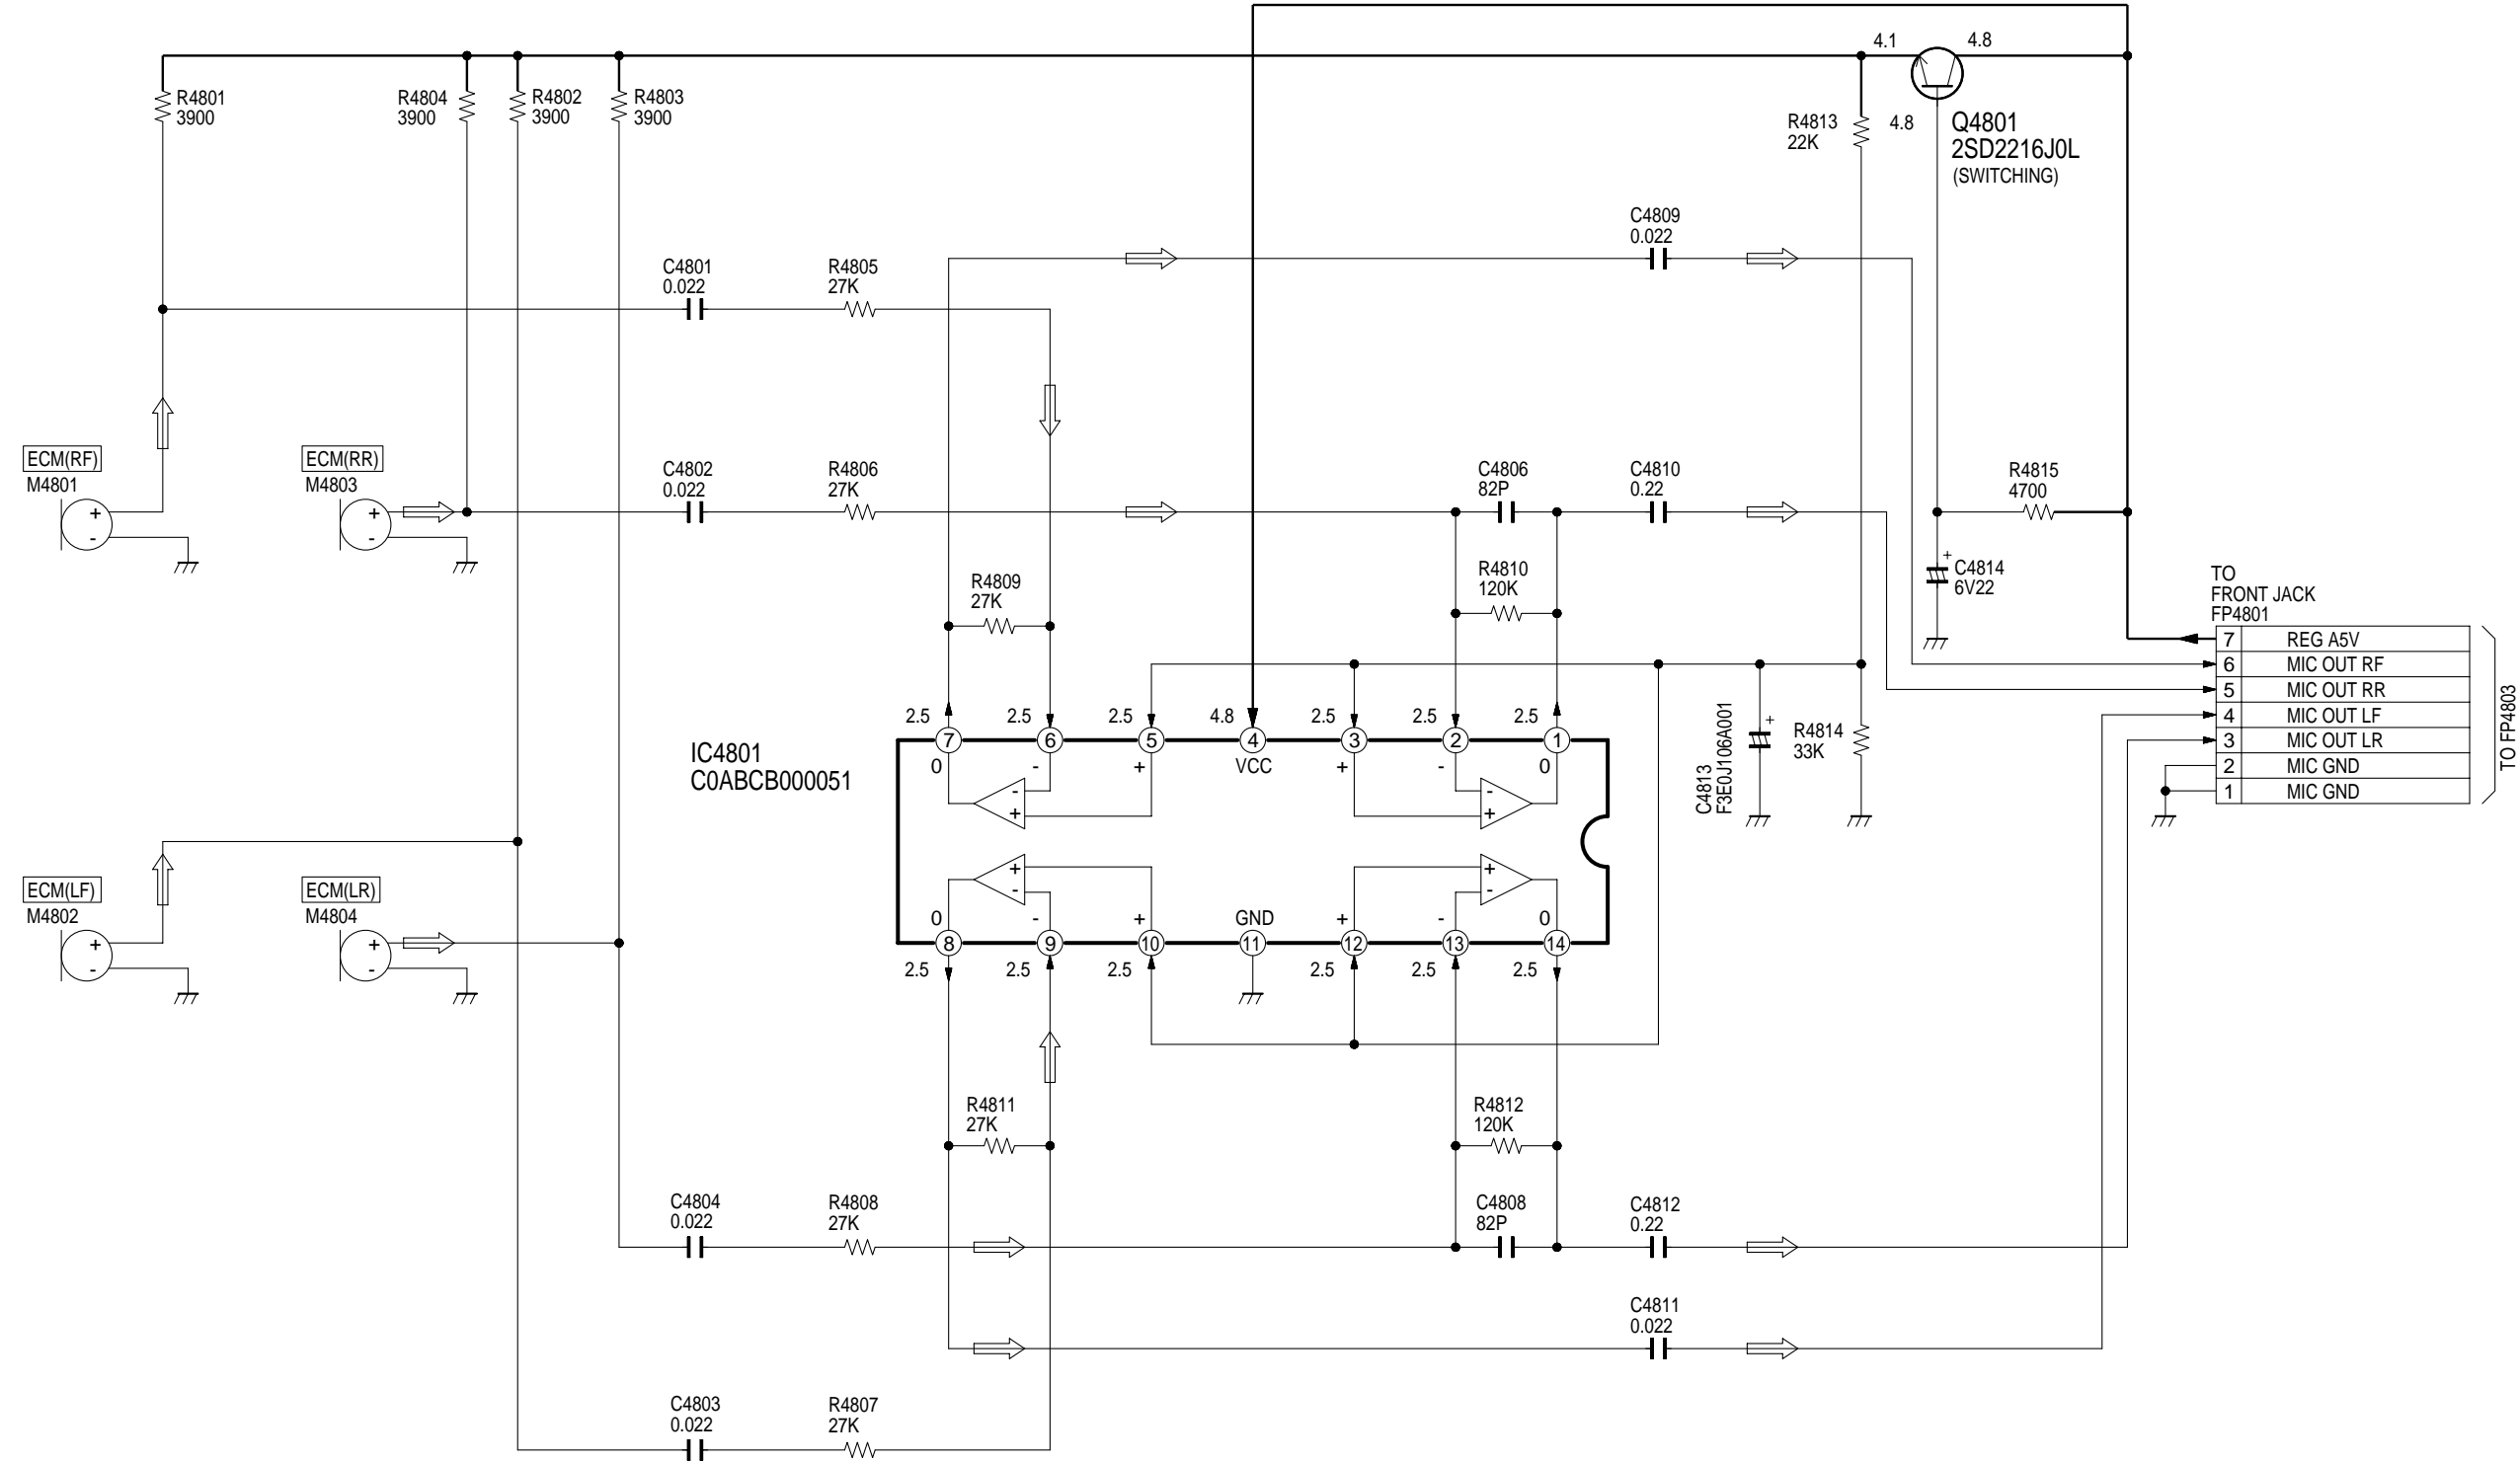 4.1
4.8
R4801
3900
R4804
3900
R4802
3900
R4803
3900
R4813
22K
4.8
Q4801
2SD2216J0L
(SWITCHING)
C4809
0.022
C4801
0.022
R4805
27K
ECM(RF)
M4801
+
-
ECM(RR)
M4803
+
-
C4802
0.022
R4806
27K
C4806
82P
C4810
0.22
R4815
4700
R4809
27K
R4810
120K
+
C4814
6V22
TO
FRONT JACK
FP4801
7 REG A5V
6 MIC OUT RF
5 MIC OUT RR
4 MIC OUT LF
3 MIC OUT LR
2 MIC GND
1 MIC GND
TO FP4803
IC4801
C0ABCB000051
2.5 2.5 2.5 4.8 2.5 2.5 2.5
7 6 5 4 3 2 1
0 - + VCC + - 0
- -
+ +
C4813
F3E0J106A001
+
R4814
33K
ECM(LF)
M4802
+
-
ECM(LR)
M4804
+
-
+ +
- -
0 - + GND + - 0
8 9 10 11 12 13 14
2.5 2.5 2.5 2.5 2.5 2.5
R4811
27K
R4812
120K
C4804
0.022
R4808
27K
C4808
82P
C4812
0.22
C4811
0.022
C4803
0.022
R4807
27K